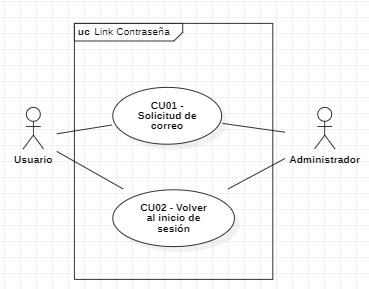 uc Link Contraseña
CU01 -
Solicitud de
correo
Usuario
Administrador
CU02 - Volver
al inicio de
sesión